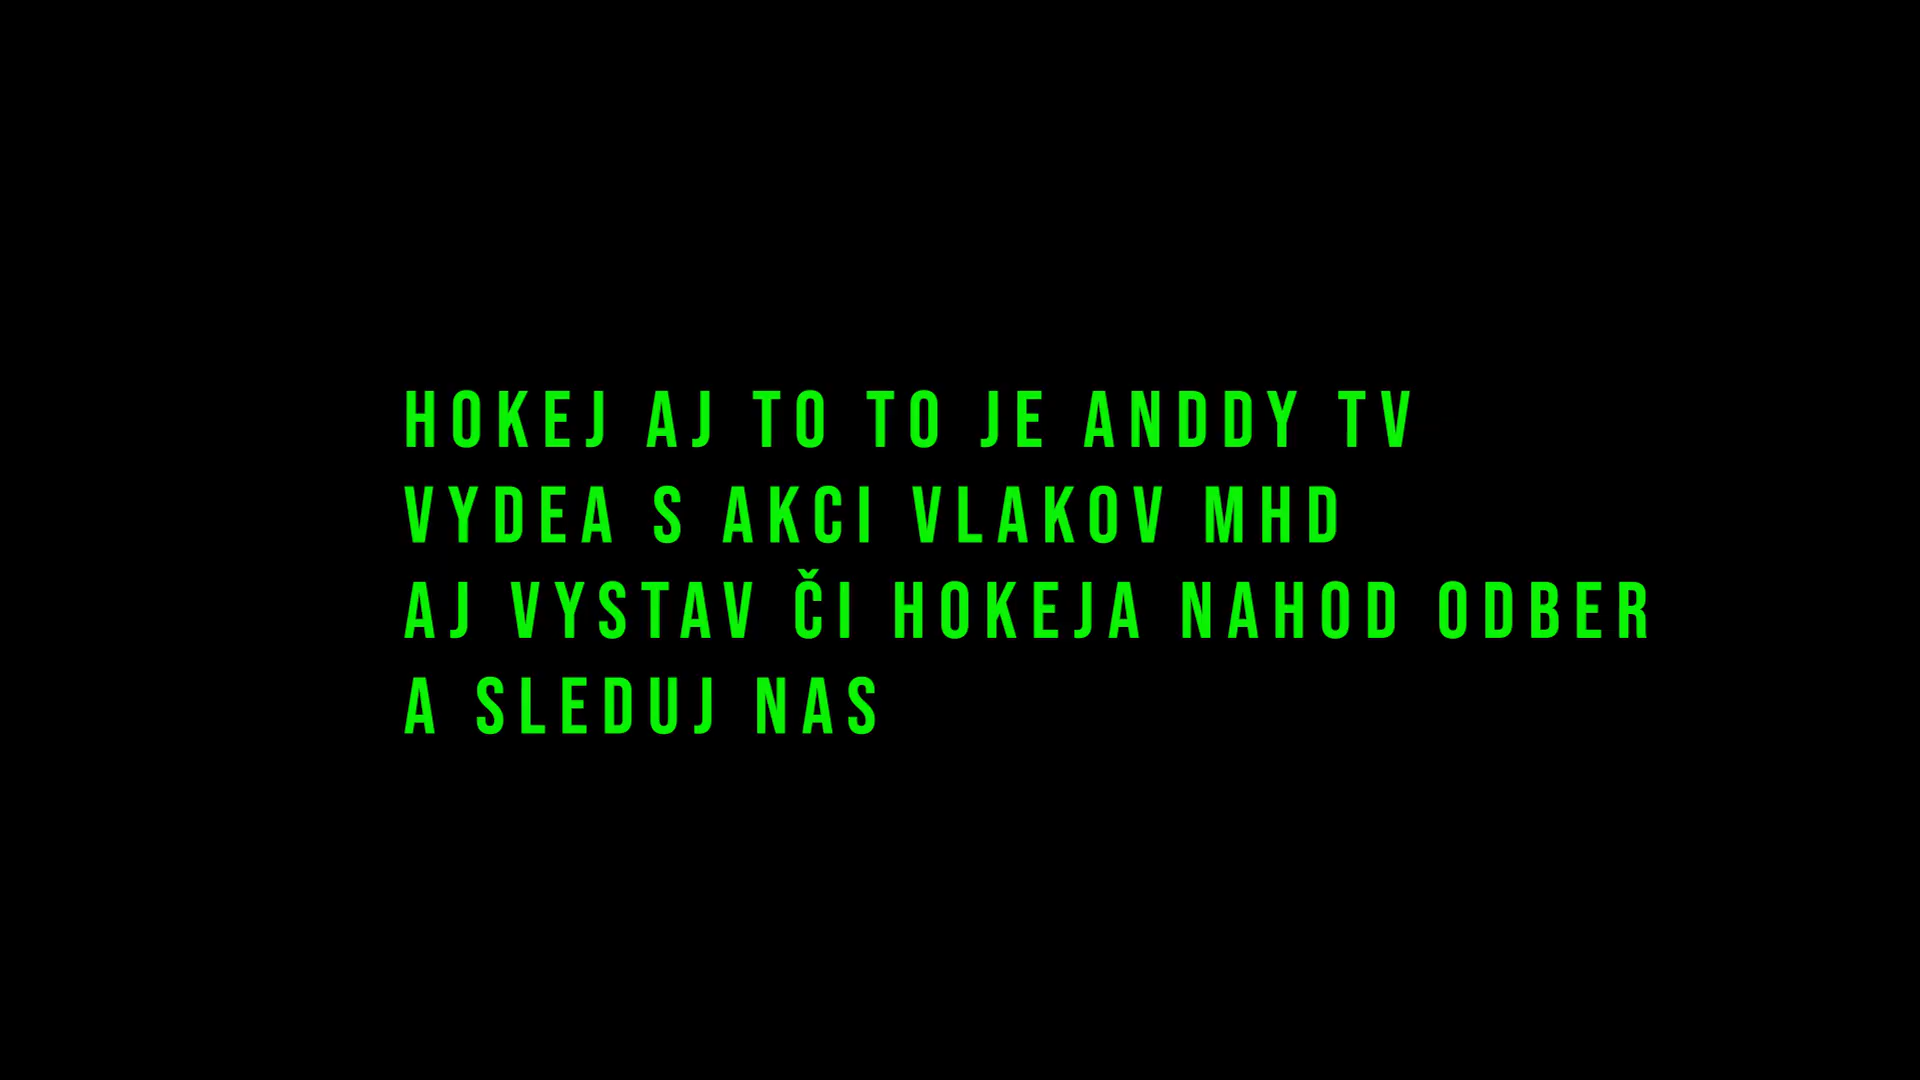 HOKEJ AJ TO TO JE ANDDY TV
VYDEA S AKCI VLAKOV MHD
AJ VYSTAV ČI HOKEJA NAHOD ODBER
A SLEDUJ NAS